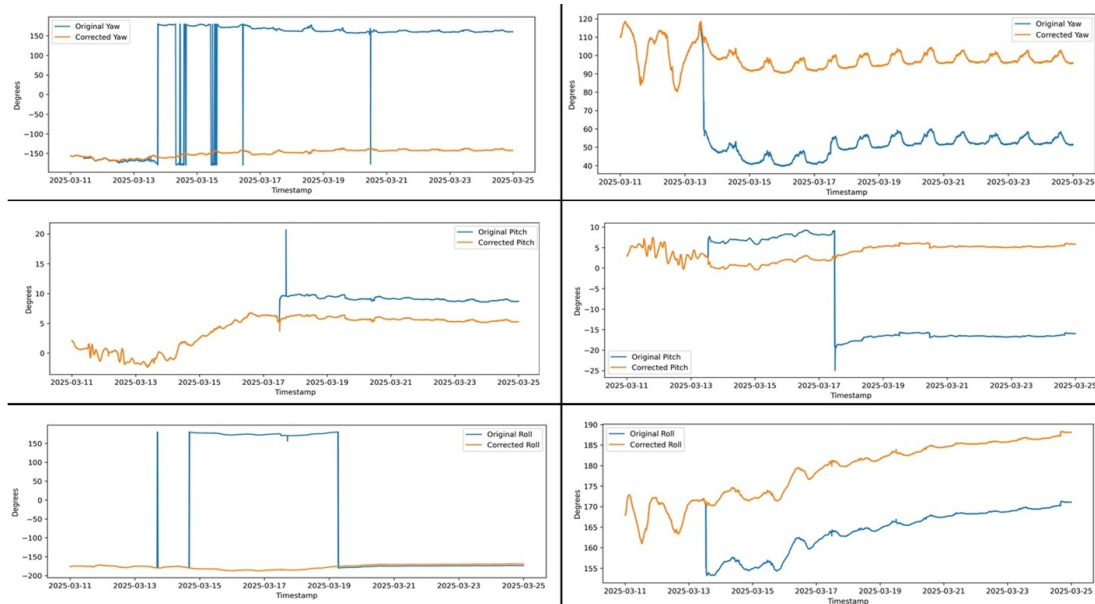 Original Yaw
Corrected Yaw
150
100
50
0
−50
−100
−150
Degrees
2025-03-11 2025-03-13 2025-03-15 2025-03-17 2025-03-19 2025-03-21 2025-03-23 2025-03-25
Timestamp
Original Yaw
Corrected Yaw
120
110
100
90
80
70
60
50
40
Degrees
2025-03-11 2025-03-13 2025-03-15 2025-03-17 2025-03-19 2025-03-21 2025-03-23 2025-03-25
Timestamp
Original Pitch
Corrected Pitch
20
15
10
5
0
Degrees
2025-03-11 2025-03-13 2025-03-15 2025-03-17 2025-03-19 2025-03-21 2025-03-23 2025-03-25
Timestamp
10
5
0
−5
−10
−15
−20
−25
Degrees
Original Pitch
Corrected Pitch
2025-03-11 2025-03-13 2025-03-15 2025-03-17 2025-03-19 2025-03-21 2025-03-23 2025-03-25
Timestamp
Original Roll
Corrected Roll
150
100
50
0
−50
−100
−150
−200
Degrees
2025-03-11 2025-03-13 2025-03-15 2025-03-17 2025-03-19 2025-03-21 2025-03-23 2025-03-25
Timestamp
Original Roll
Corrected Roll
190
185
180
175
170
165
160
155
Degrees
2025-03-11 2025-03-13 2025-03-15 2025-03-17 2025-03-19 2025-03-21 2025-03-23 2025-03-25
Timestamp